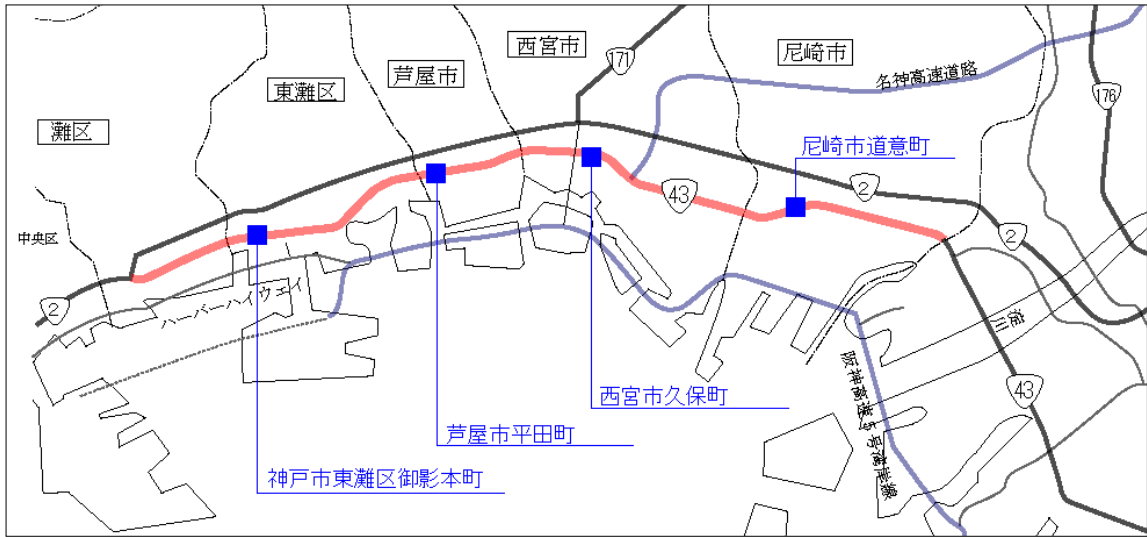 西宮市
尼崎市
171
芦屋市
名神高速道路
東灘区
176
灘区
尼崎市道意町
43
2
中央区
2
ハーバーハイウェイ
2
淀川
阪神高速5号湾岸線
43
西宮市久保町
芦屋市平田町
神戸市東灘区御影本町